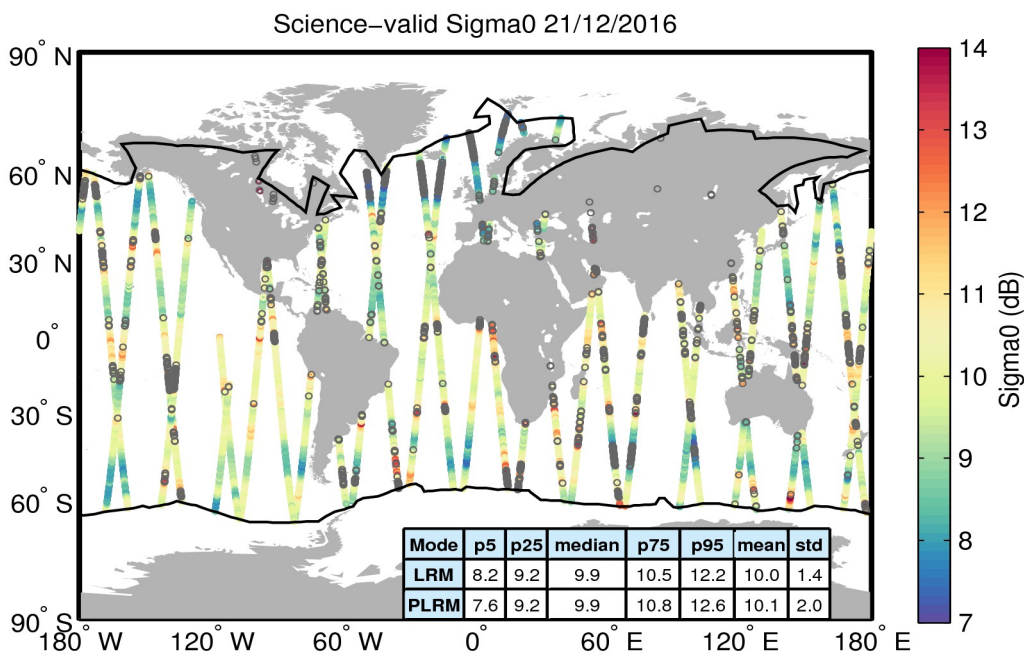 Science−valid Sigma0 21/12/2016
90° N
60° N
30° N
0°
30° S
60° S
90° S
180° W 120° W 60° W 0° 60° E 120° E 180° E
Mode p5 p25 median p75 p95 mean std
LRM 8.2 9.2 9.9 10.5 12.2 10.0 1.4
PLRM 7.6 9.2 9.9 10.8 12.6 10.1 2.0
14
13
12
11
10
9
8
7
Sigma0 (dB)